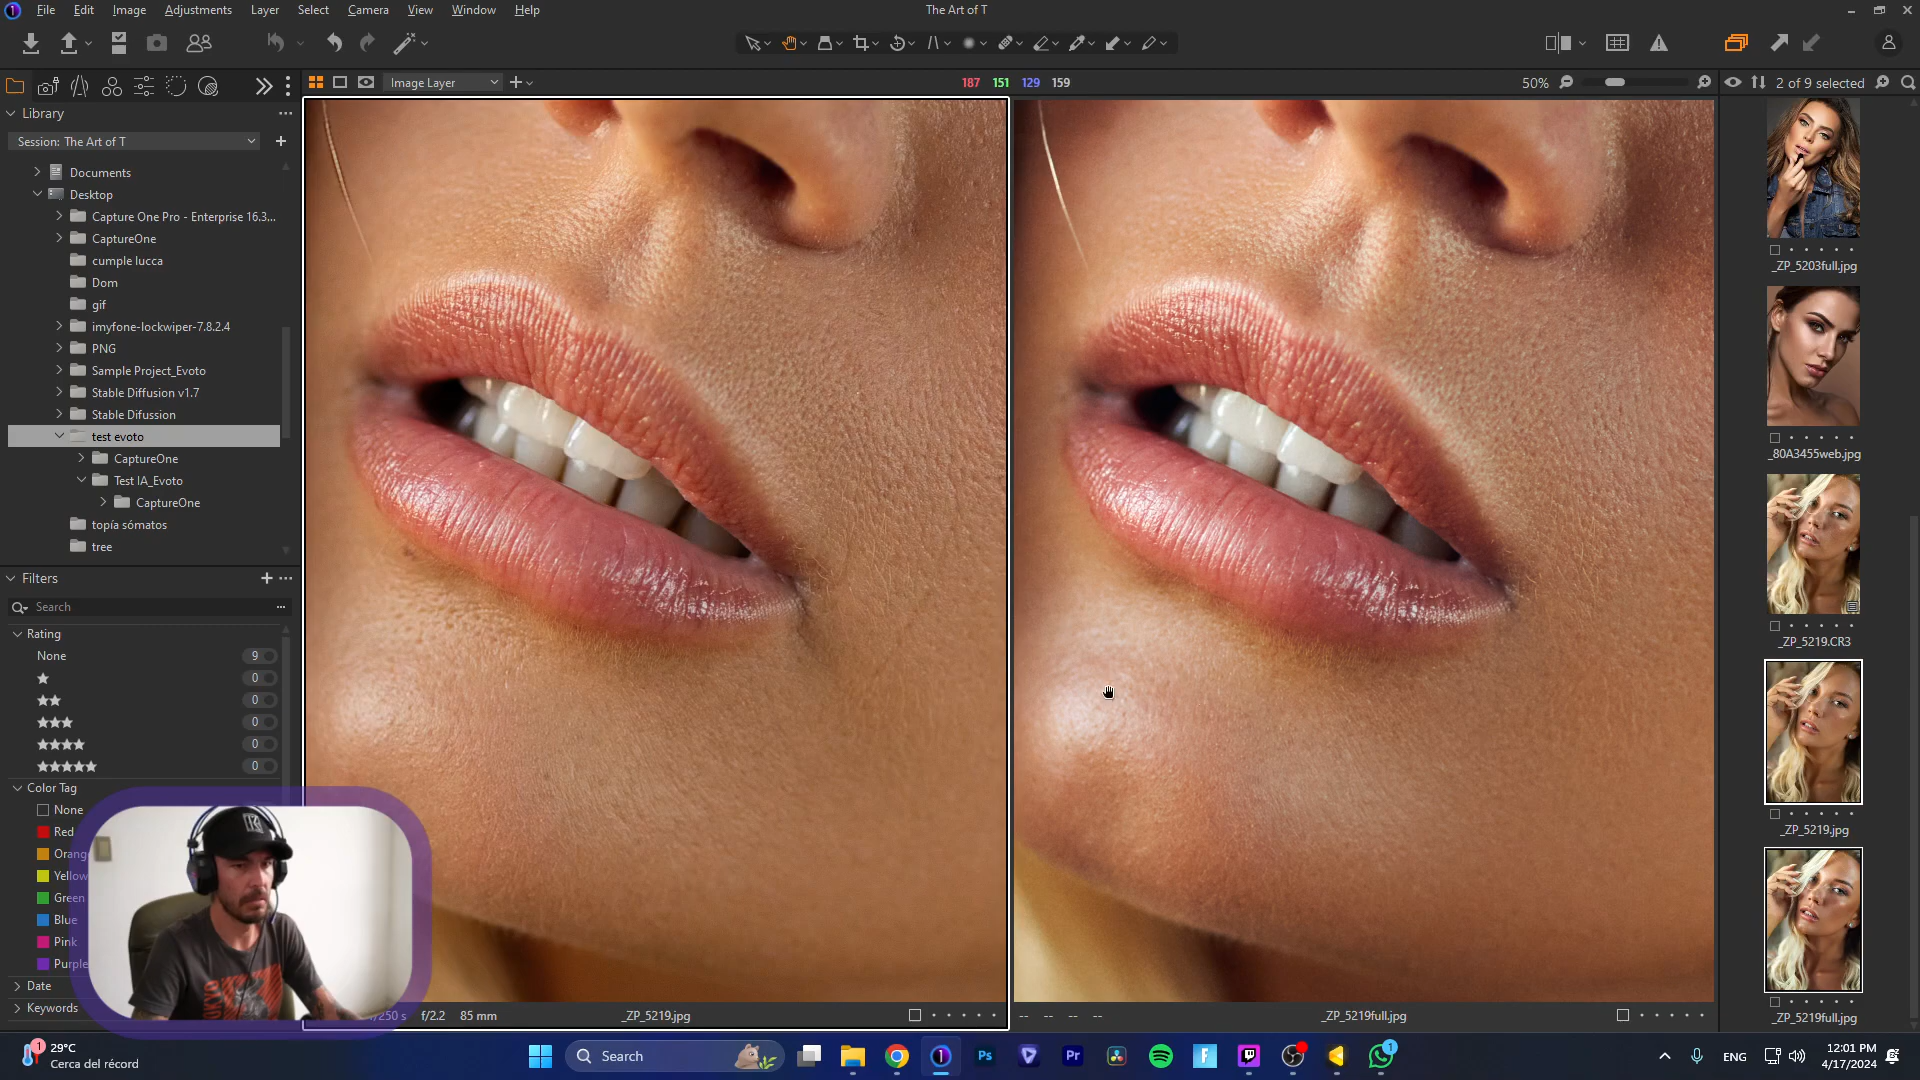 File Edit Image Adjustments Layer Select Camera View Window Help
The Art of T
Image Layer
187 151 129 159
50%
2 of 9 selected
Library
Session: The Art of T
Documents
Desktop
Capture One Pro - Enterprise 16.3...
CaptureOne
cumple lucca
Dom
gif
imyfone-lockwiper-7.8.2.4
PNG
Sample Project_Evoto
Stable Diffusion v1.7
Stable Difussion
test evoto
CaptureOne
Test IA_Evoto
CaptureOne
topía sómatos
tree
Filters
Search
Rating
None 9
0
0
0
0
0
Color Tag
None
Red
Orang
Yellow
Green
Blue
Pink
Purple
Date
Keywords
/250 s f/2.2 85 mm
_ZP_5219.jpg
-- -- -- --
_ZP_5219full.jpg
_ZP_5203full.jpg
_80A3455web.jpg
_ZP_5219.CR3
_ZP_5219.jpg
_ZP_5219full.jpg
1
29°C
Cerca del récord
Search
Ps
Pr
1
ENG
12:01 PM
4/17/2024